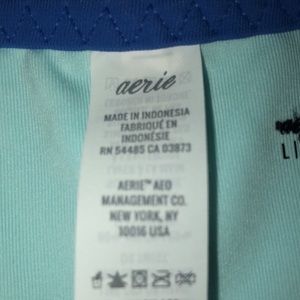 aerie
MADE IN INDONESIA
FABRIQUÉ EN
INDONÉSIE
RN 54485 CA 03873
AERIE™ AEO
MANAGEMENT CO.
NEW YORK, NY
10016 USA
LI